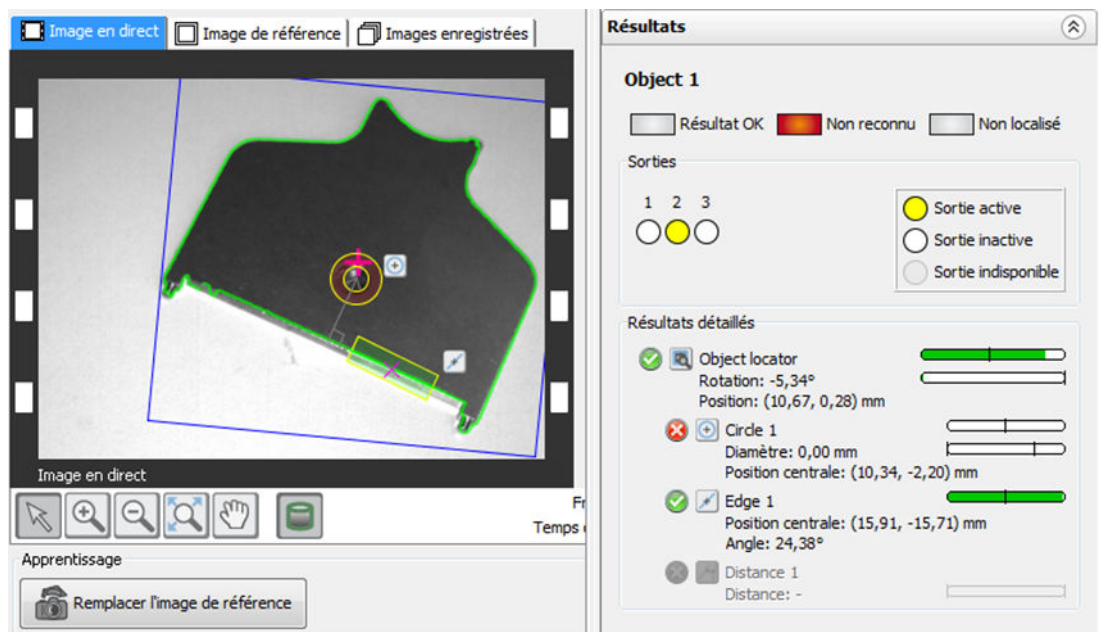 Image en direct
Image de référence
Images enregistrées
Image en direct
Fr
Temps
Apprentissage
Remplacer l'image de référence
Résultats
Object 1
Résultat OK
Non reconnu
Non localisé
Sorties
1 2 3
Sortie active
Sortie inactive
Sortie indisponible
Résultats détaillés
Object locator
Rotation: -5,34°
Position: (10,67, 0,28) mm
Circle 1
Diamètre: 0,00 mm
Position centrale: (10,34, -2,20) mm
Edge 1
Position centrale: (15,91, -15,71) mm
Angle: 24,38°
Distance 1
Distance: -